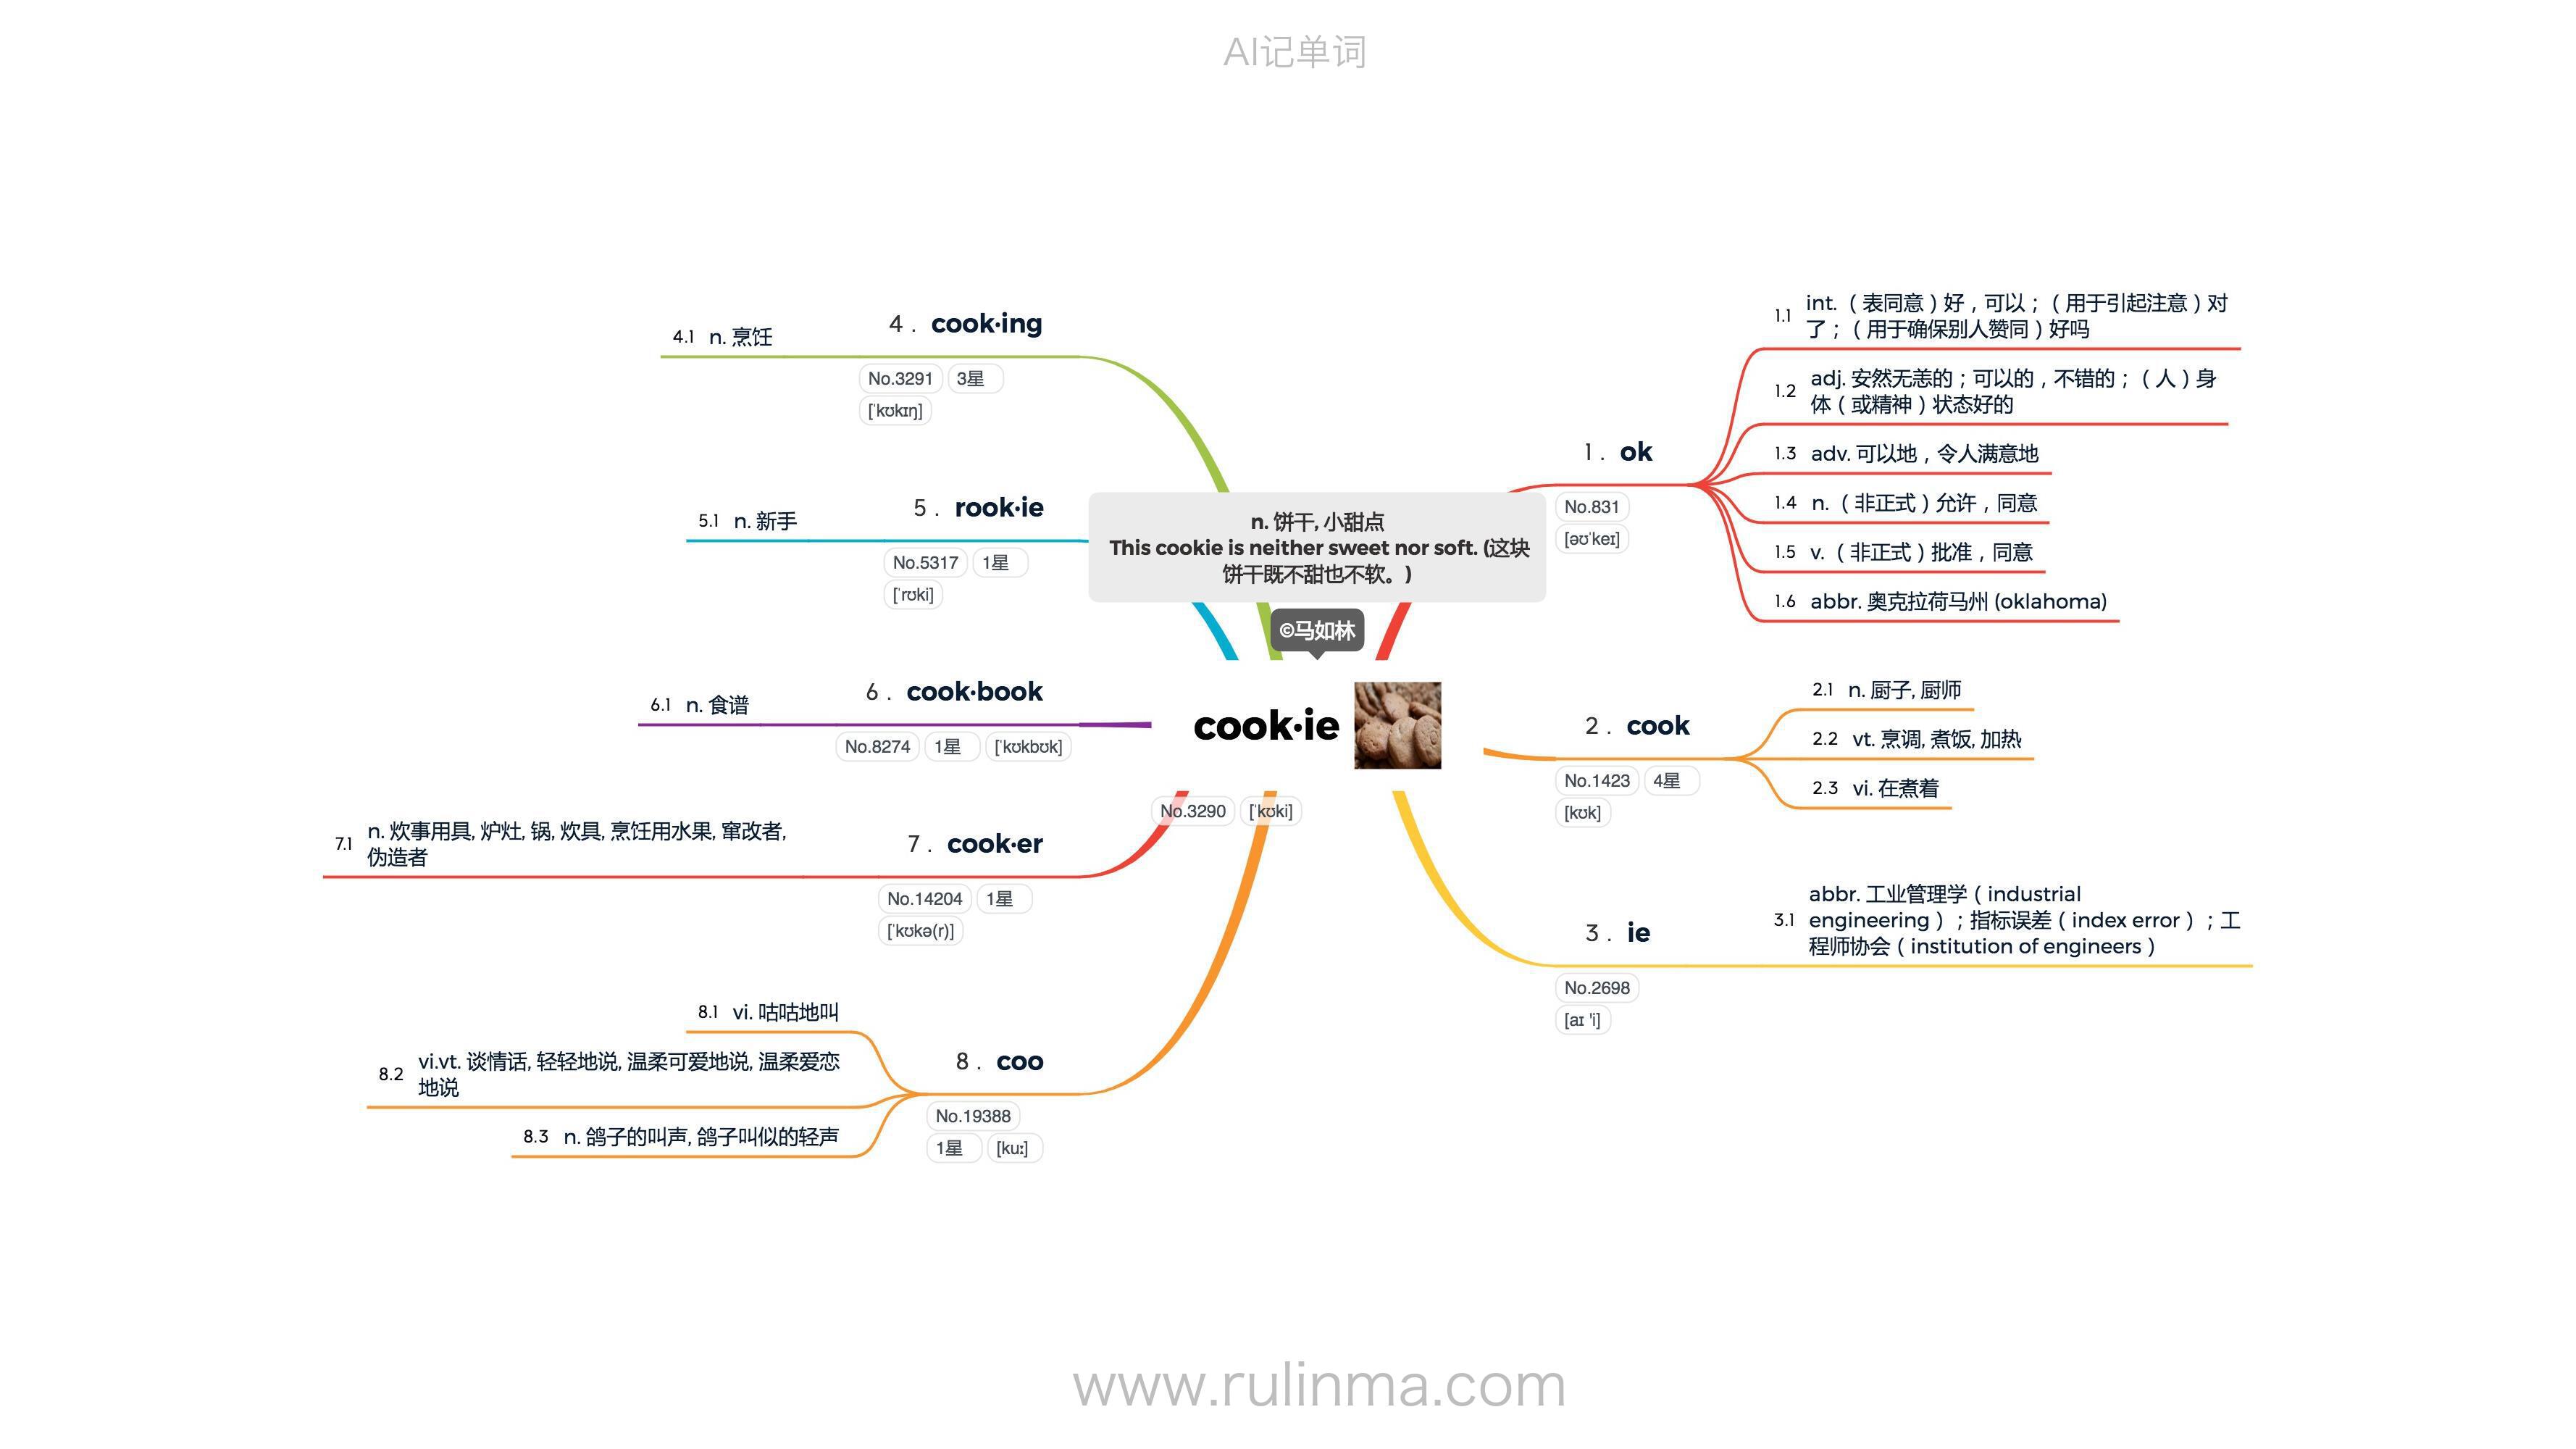 AI记单词
n. 饼干, 小甜点
This cookie is neither sweet nor soft. (这块
饼干既不甜也不软。)
©马如林
cook·ie
No.3290 ['kʊki]
1. ok
No.831
[əʊ'keɪ]
1.1 int.（表同意）好，可以；（用于引起注意）对
了；（用于确保别人赞同）好吗
1.2 adj. 安然无恙的；可以的，不错的；（人）身
体（或精神）状态好的
1.3 adv. 可以地，令人满意地
1.4 n.（非正式）允许，同意
1.5 v.（非正式）批准，同意
1.6 abbr. 奥克拉荷马州 (oklahoma)
2. cook
No.1423 4星
[kʊk]
2.1 n. 厨子, 厨师
2.2 vt. 烹调, 煮饭, 加热
2.3 vi. 在煮着
3. ie
No.2698
[aɪ 'i]
3.1 abbr. 工业管理学（industrial
engineering）；指标误差（index error）；工
程师协会（institution of engineers）
4. cook·ing
No.3291 3星
['kʊkɪŋ]
4.1 n. 烹饪
5. rook·ie
No.5317 1星
['rʊki]
5.1 n. 新手
6. cook·book
No.8274 1星 ['kʊkbʊk]
6.1 n. 食谱
7. cook·er
No.14204 1星
['kʊkə(r)]
7.1 n. 炊事用具, 炉灶, 锅, 炊具, 烹饪用水果, 窜改者,
伪造者
8. coo
No.19388
1星 [kuː]
8.1 vi. 咕咕地叫
8.2 vi.vt. 谈情话, 轻轻地说, 温柔可爱地说, 温柔爱恋
地说
8.3 n. 鸽子的叫声, 鸽子叫似的轻声
www.rulinma.com